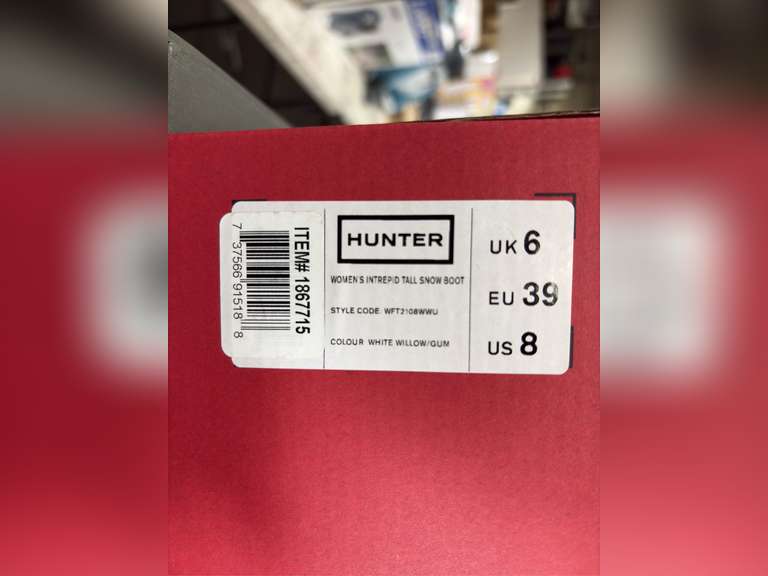 ITEM# 1867715
7 37566 91518 8
HUNTER
WOMEN'S INTREPID TALL SNOW BOOT
STYLE CODE: WFT2108WWU
COLOUR WHITE WILLOW/GUM
UK 6
EU 39
US 8